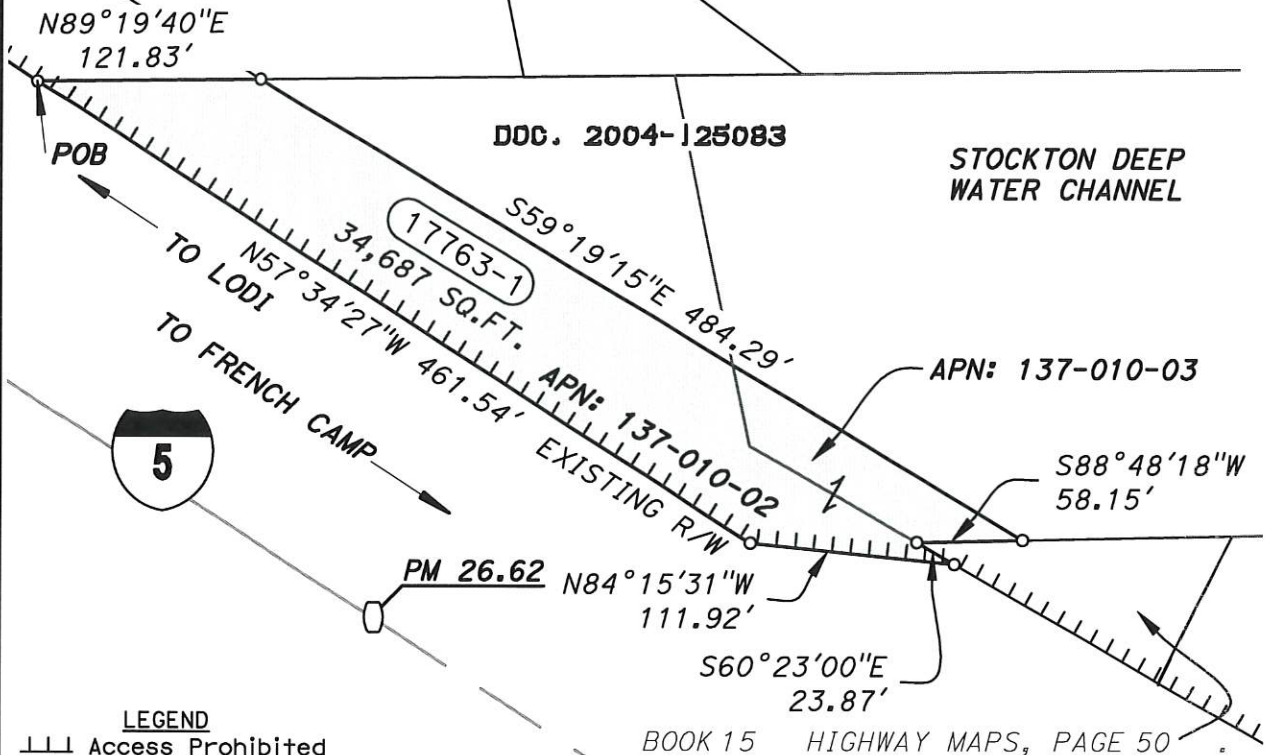 N89°19'40"E
121.83'
POB
DOC. 2004-125083
STOCKTON DEEP
WATER CHANNEL
17763-1
34,687 SQ.FT.
S59°19'15"E 484.29'
TO LODI
N57°34'27"W 461.54' EXISTING R/W
TO FRENCH CAMP
APN: 137-010-02
APN: 137-010-03
5
S88°48'18"W
58.15'
PM 26.62
N84°15'31"W
111.92'
S60°23'00"E
23.87'
LEGEND
Access Prohibited
BOOK 15 HIGHWAY MAPS, PAGE 50